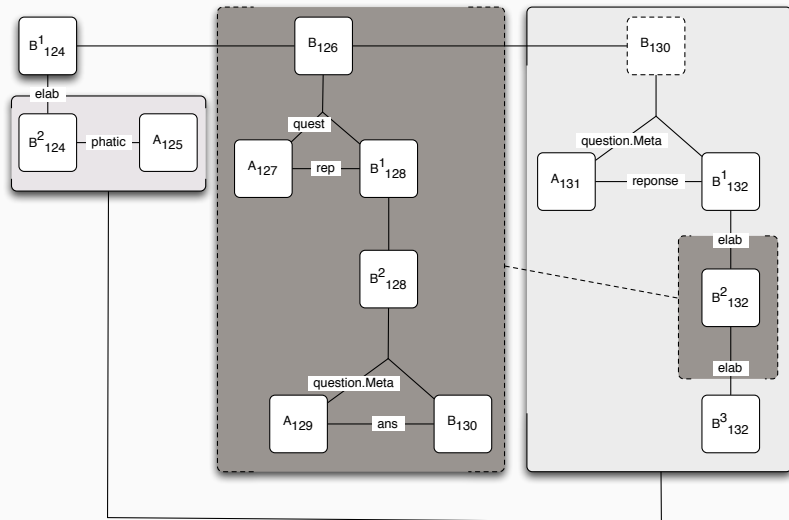 B¹₁₂₄
B₁₂₆
B₁₃₀
elab
B²₁₂₄
phatic
A₁₂₅
quest
question.Meta
A₁₂₇
rep
B¹₁₂₈
A₁₃₁
reponse
B¹₁₃₂
elab
B²₁₂₈
B²₁₃₂
elab
question.Meta
A₁₂₉
ans
B₁₃₀
B³₁₃₂